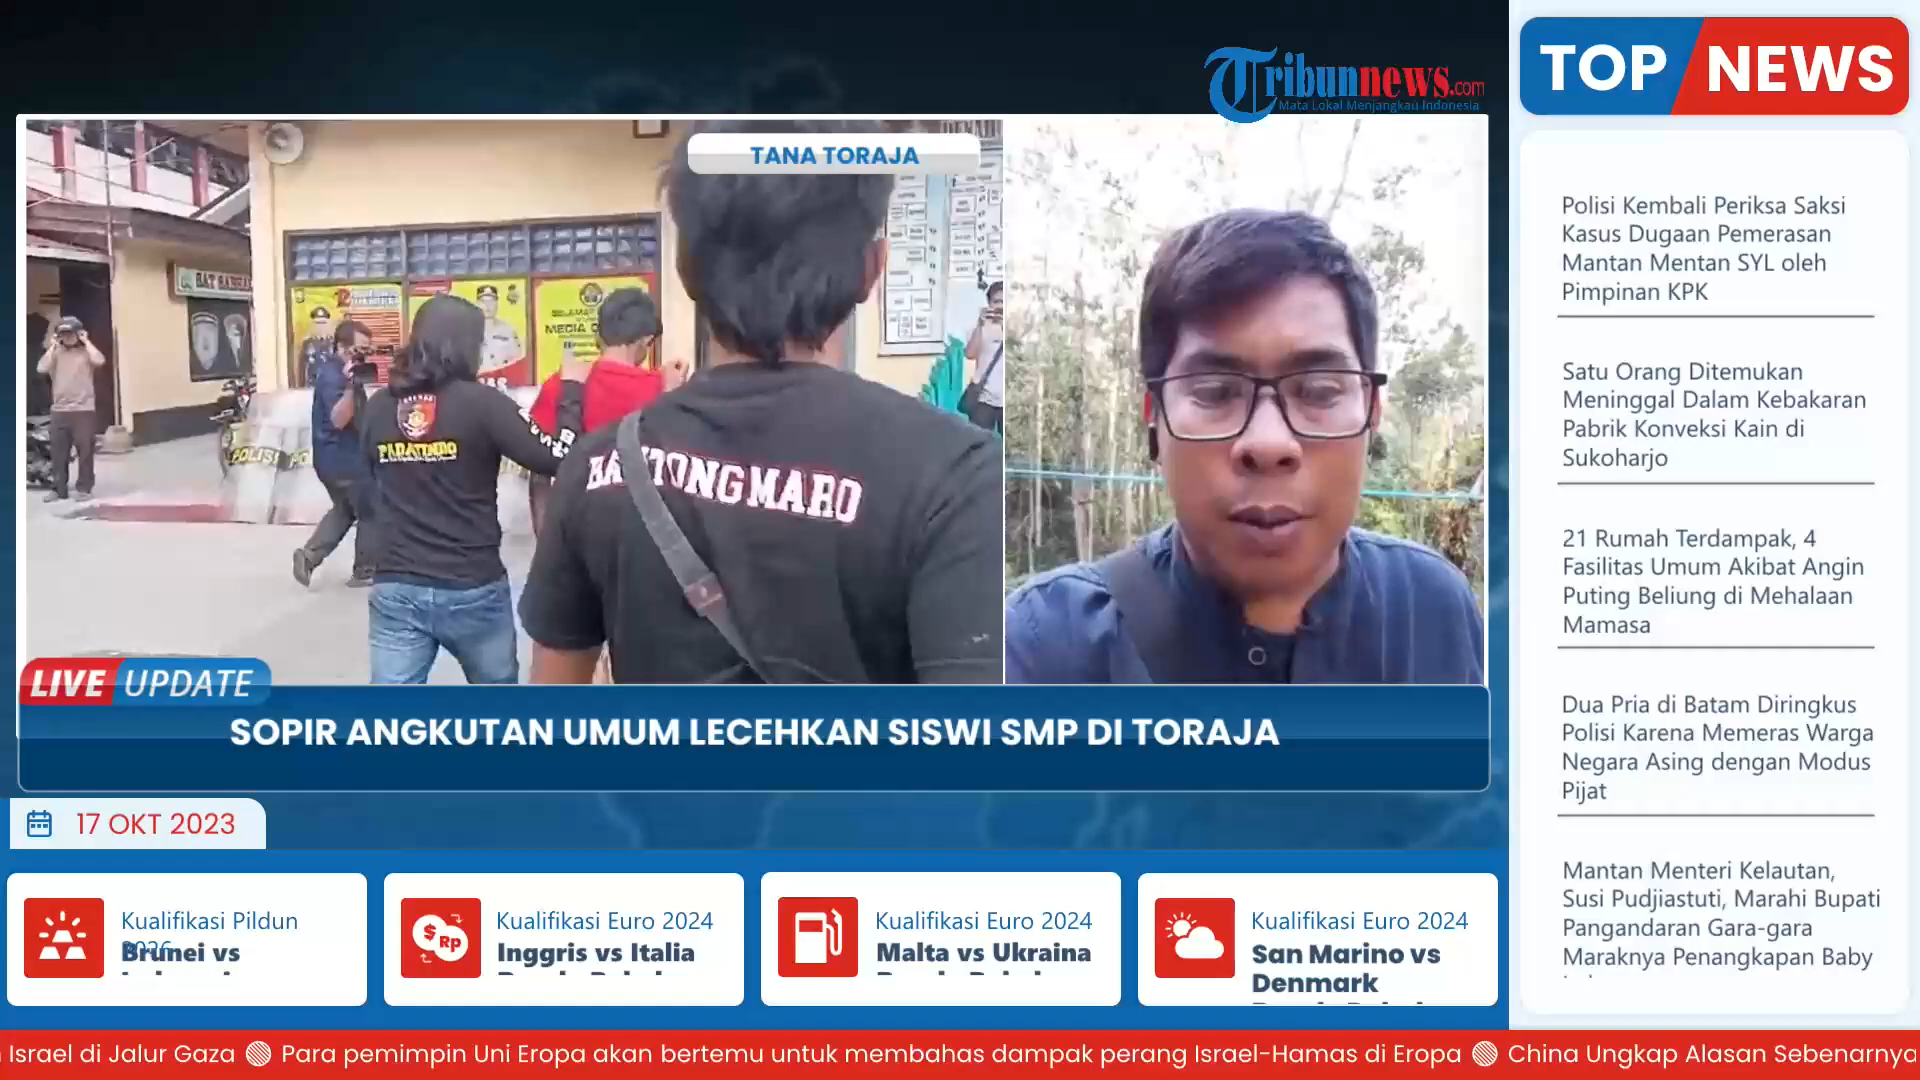 Tribunnews.com
Mata Lokal Menjangkau Indonesia
TANA TORAJA
PADATINDO
POLISI
SELAMAT
MEDIA
BATITONGMARO
LIVE UPDATE
SOPIR ANGKUTAN UMUM LECEHKAN SISWI SMP DI TORAJA
17 OKT 2023
Kualifikasi Pildun
2026
Brunei vs
Kualifikasi Euro 2024
Inggris vs Italia
Kualifikasi Euro 2024
Malta vs Ukraina
Kualifikasi Euro 2024
San Marino vs
Denmark
TOP NEWS
Polisi Kembali Periksa Saksi
Kasus Dugaan Pemerasan
Mantan Mentan SYL oleh
Pimpinan KPK
Satu Orang Ditemukan
Meninggal Dalam Kebakaran
Pabrik Konveksi Kain di
Sukoharjo
21 Rumah Terdampak, 4
Fasilitas Umum Akibat Angin
Puting Beliung di Mehalaan
Mamasa
Dua Pria di Batam Diringkus
Polisi Karena Memeras Warga
Negara Asing dengan Modus
Pijat
Mantan Menteri Kelautan,
Susi Pudjiastuti, Marahi Bupati
Pangandaran Gara-gara
Maraknya Penangkapan Baby
Israel di Jalur Gaza Para pemimpin Uni Eropa akan bertemu untuk membahas dampak perang Israel-Hamas di Eropa China Ungkap Alasan Sebenarnya